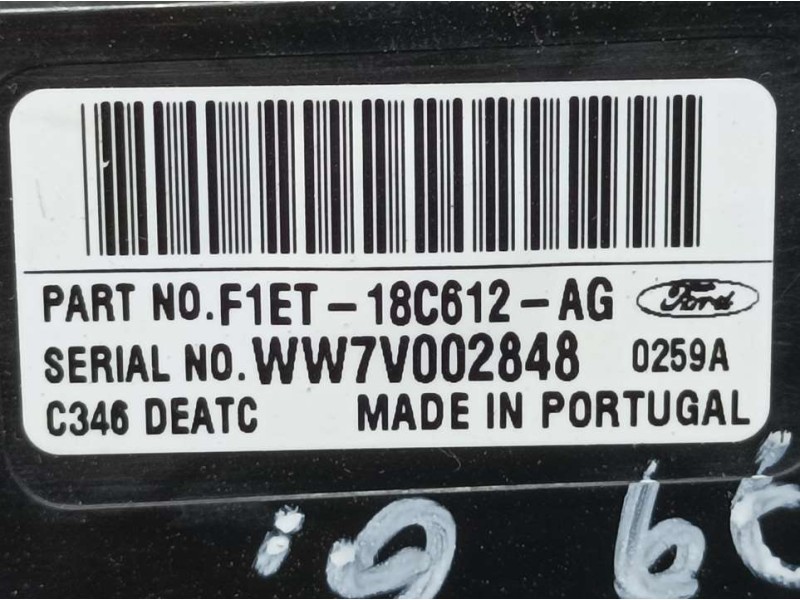 PART NO.F1ET-18C612-AG Ford
SERIAL NO.WW7V002848 0259A
C346 DEATC MADE IN PORTUGAL